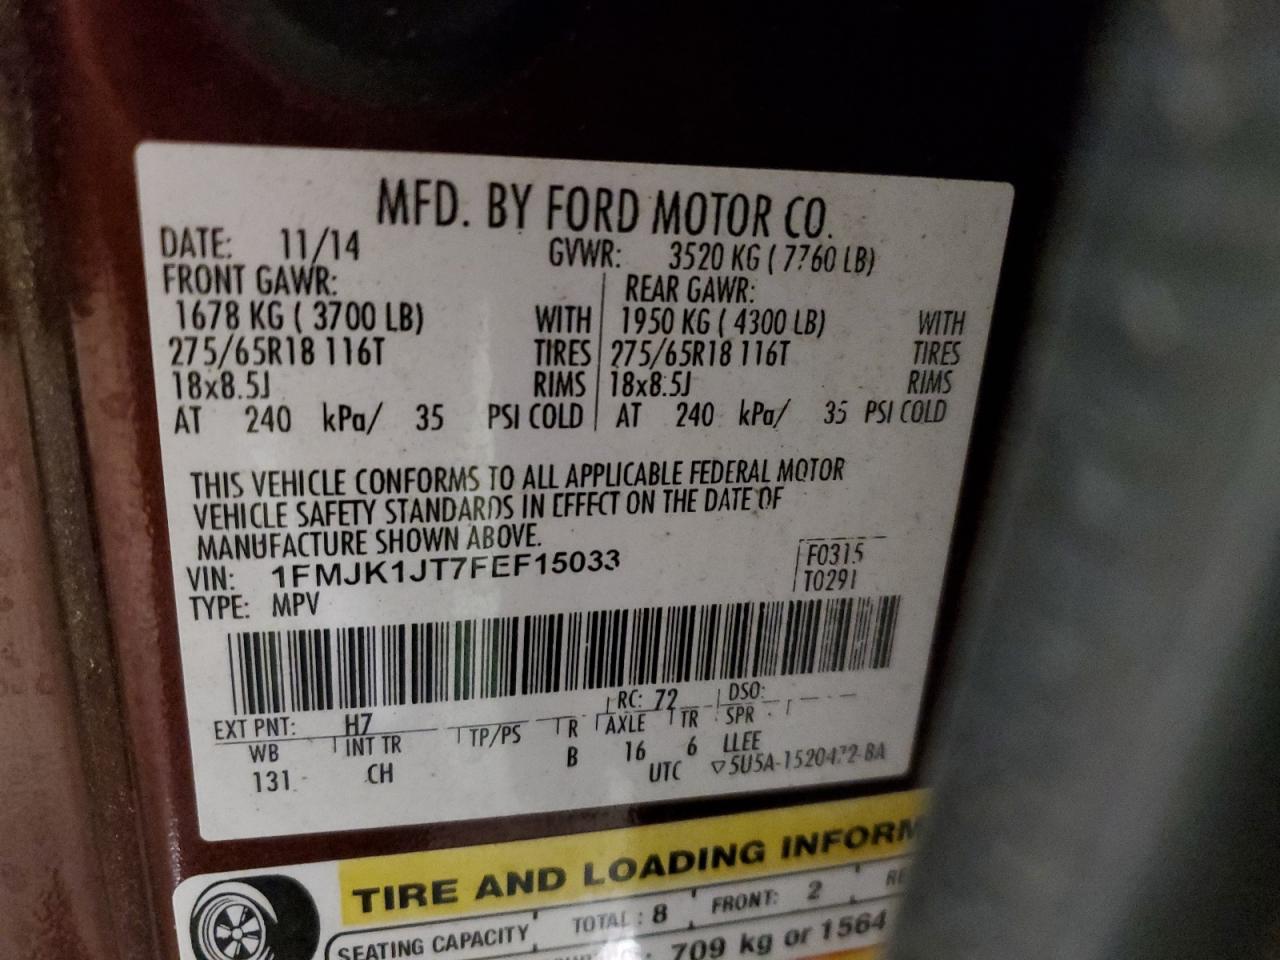 MFD. BY FORD MOTOR CO.
DATE: 11/14 GVWR: 3520 KG ( 7760 LB)
FRONT GAWR: REAR GAWR:
1678 KG ( 3700 LB) WITH 1950 KG ( 4300 LB) WITH
275/65R18 116T TIRES 275/65R18 116T TIRES
18x8.5J RIMS 18x8.5J RIMS
AT 240 kPa/ 35 PSI COLD AT 240 kPa/ 35 PSI COLD
THIS VEHICLE CONFORMS TO ALL APPLICABLE FEDERAL MOTOR
VEHICLE SAFETY STANDARDS IN EFFECT ON THE DATE OF
MANUFACTURE SHOWN ABOVE.
VIN: 1FMJK1JT7FEF15033 F0315
TYPE: MPV T0291
EXT PNT: H7 RC: 72 DSO:
WB INT TR TP/PS R AXLE TR SPR
131 CH B 16 6 LLEE
UTC ▽5U5A-1520472-BA
TIRE AND LOADING INFORM
SEATING CAPACITY TOTAL : 8 FRONT: 2 RE
709 kg or 1564